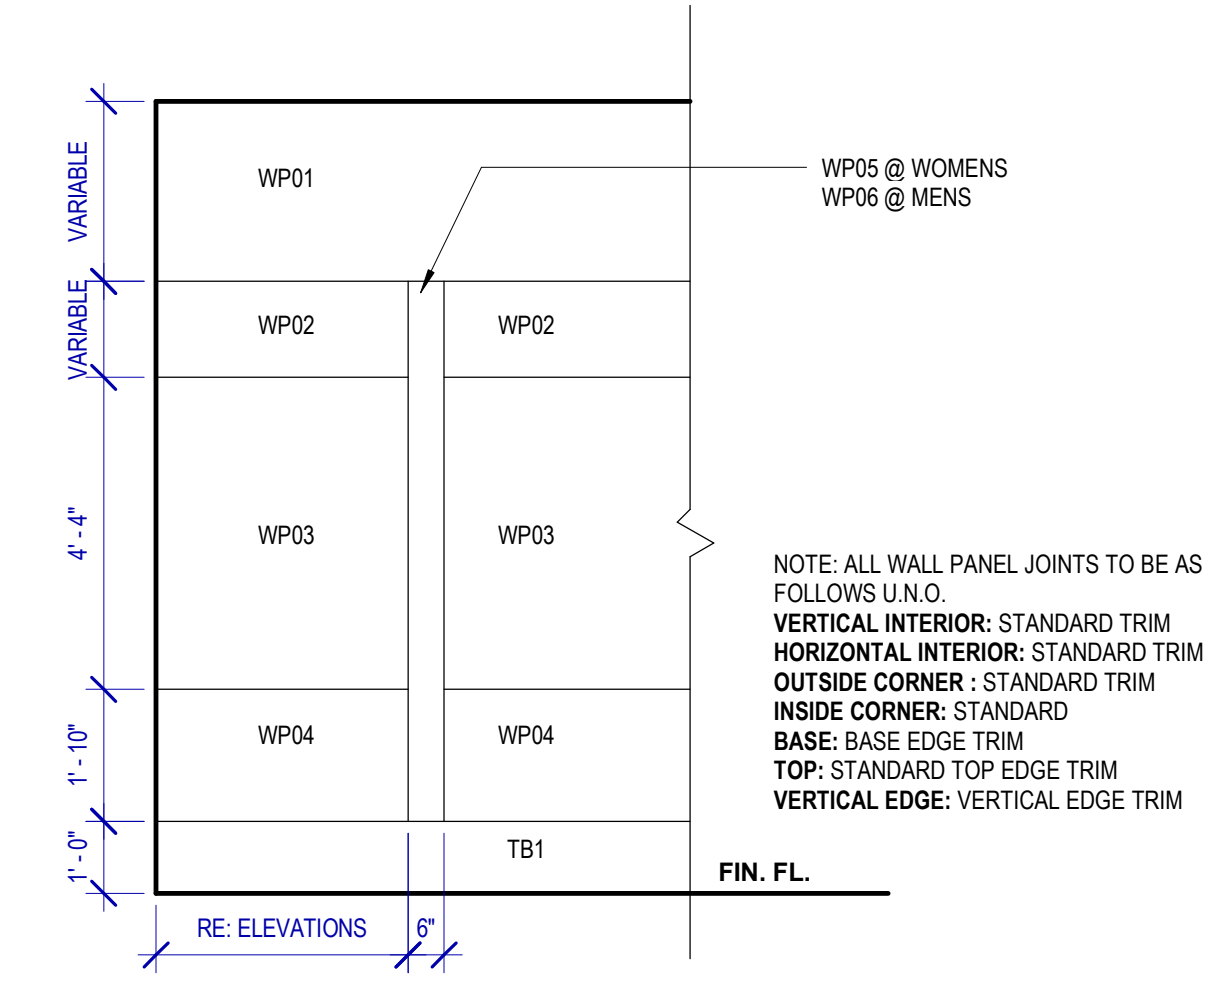 VARIABLE
WP01
WP05 @ WOMENS
WP06 @ MENS
VARIABLE
WP02
WP02
4' - 4"
WP03
WP03
NOTE: ALL WALL PANEL JOINTS TO BE AS
FOLLOWS U.N.O.
VERTICAL INTERIOR: STANDARD TRIM
HORIZONTAL INTERIOR: STANDARD TRIM
OUTSIDE CORNER : STANDARD TRIM
INSIDE CORNER: STANDARD
BASE: BASE EDGE TRIM
TOP: STANDARD TOP EDGE TRIM
VERTICAL EDGE: VERTICAL EDGE TRIM
1' - 10"
WP04
WP04
1' - 0"
TB1
FIN. FL.
RE: ELEVATIONS
6"